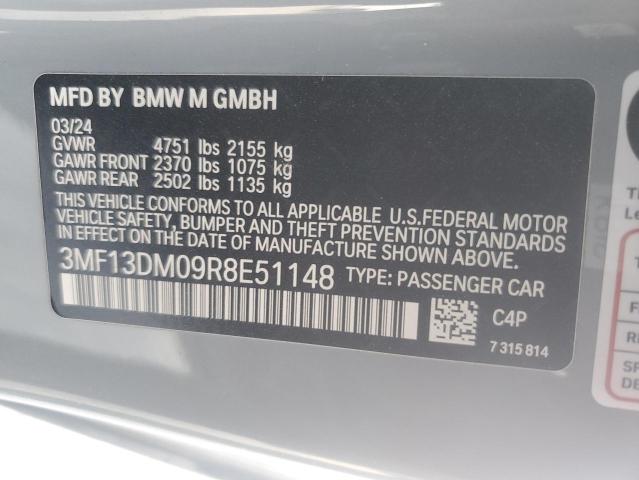 MFD BY BMW M GMBH
03/24
GVWR 4751 lbs 2155 kg
GAWR FRONT 2370 lbs 1075 kg
GAWR REAR 2502 lbs 1135 kg
THIS VEHICLE CONFORMS TO ALL APPLICABLE U.S.FEDERAL MOTOR
VEHICLE SAFETY, BUMPER AND THEFT PREVENTION STANDARDS
IN EFFECT ON THE DATE OF MANUFACTURE SHOWN ABOVE.
3MF13DM09R8E51148 TYPE: PASSENGER CAR
C4P
7 315 814